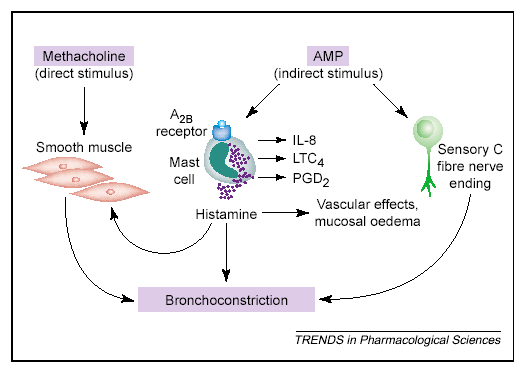 Methacholine
(direct stimulus)
AMP
(indirect stimulus)
A2B
receptor
Smooth muscle
Mast
cell
IL-8
LTC4
PGD2
Sensory C
fibre nerve
ending
Histamine
Vascular effects,
mucosal oedema
Bronchoconstriction
TRENDS in Pharmacological Sciences